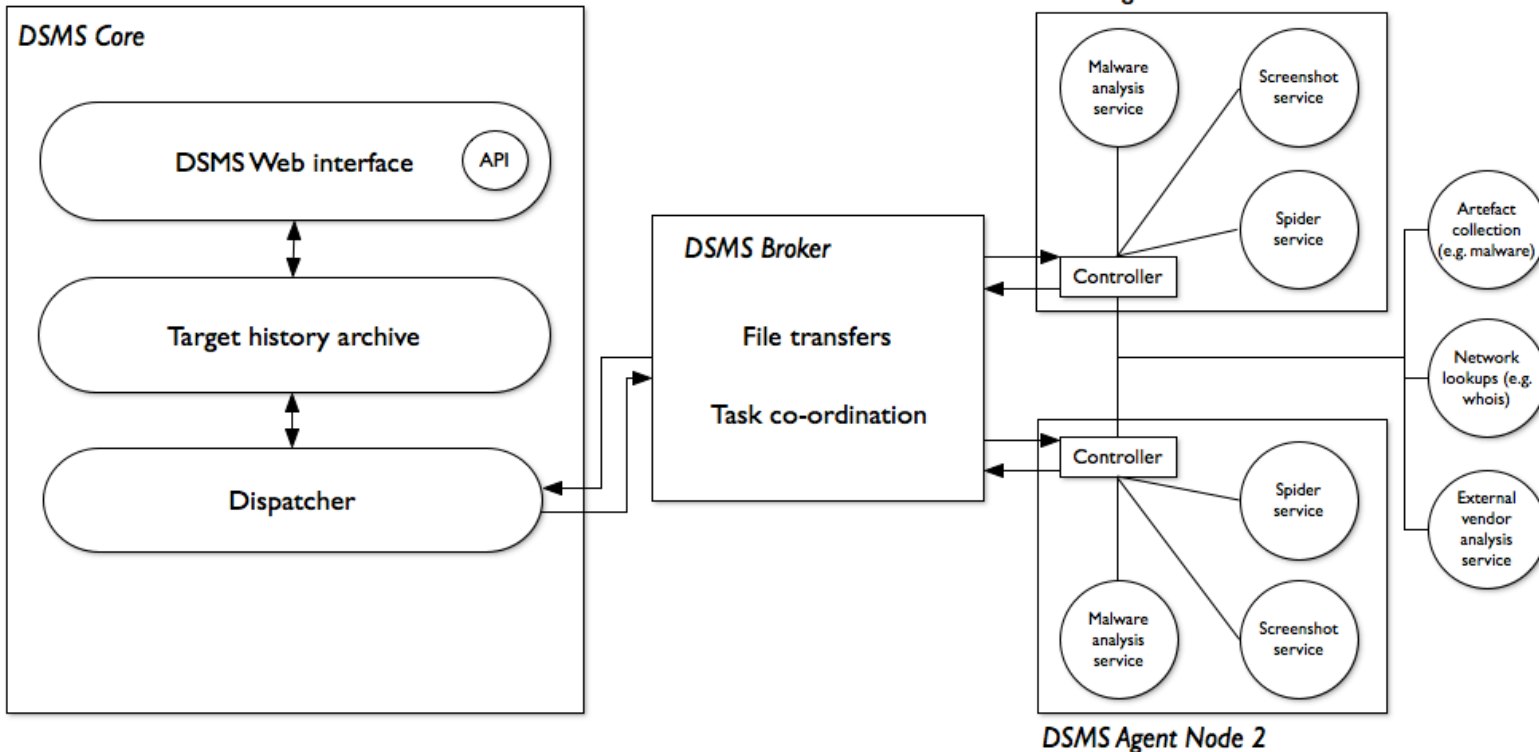 DSMS Core
DSMS Web interface
API
Target history archive
Dispatcher
DSMS Broker
File transfers
Task co-ordination
Malware
analysis
service
Screenshot
service
Spider
service
Controller
Controller
Spider
service
Malware
analysis
service
Screenshot
service
DSMS Agent Node 2
Artefact
collection
(e.g. malware)
Network
lookups (e.g.
whois)
External
vendor
analysis
service